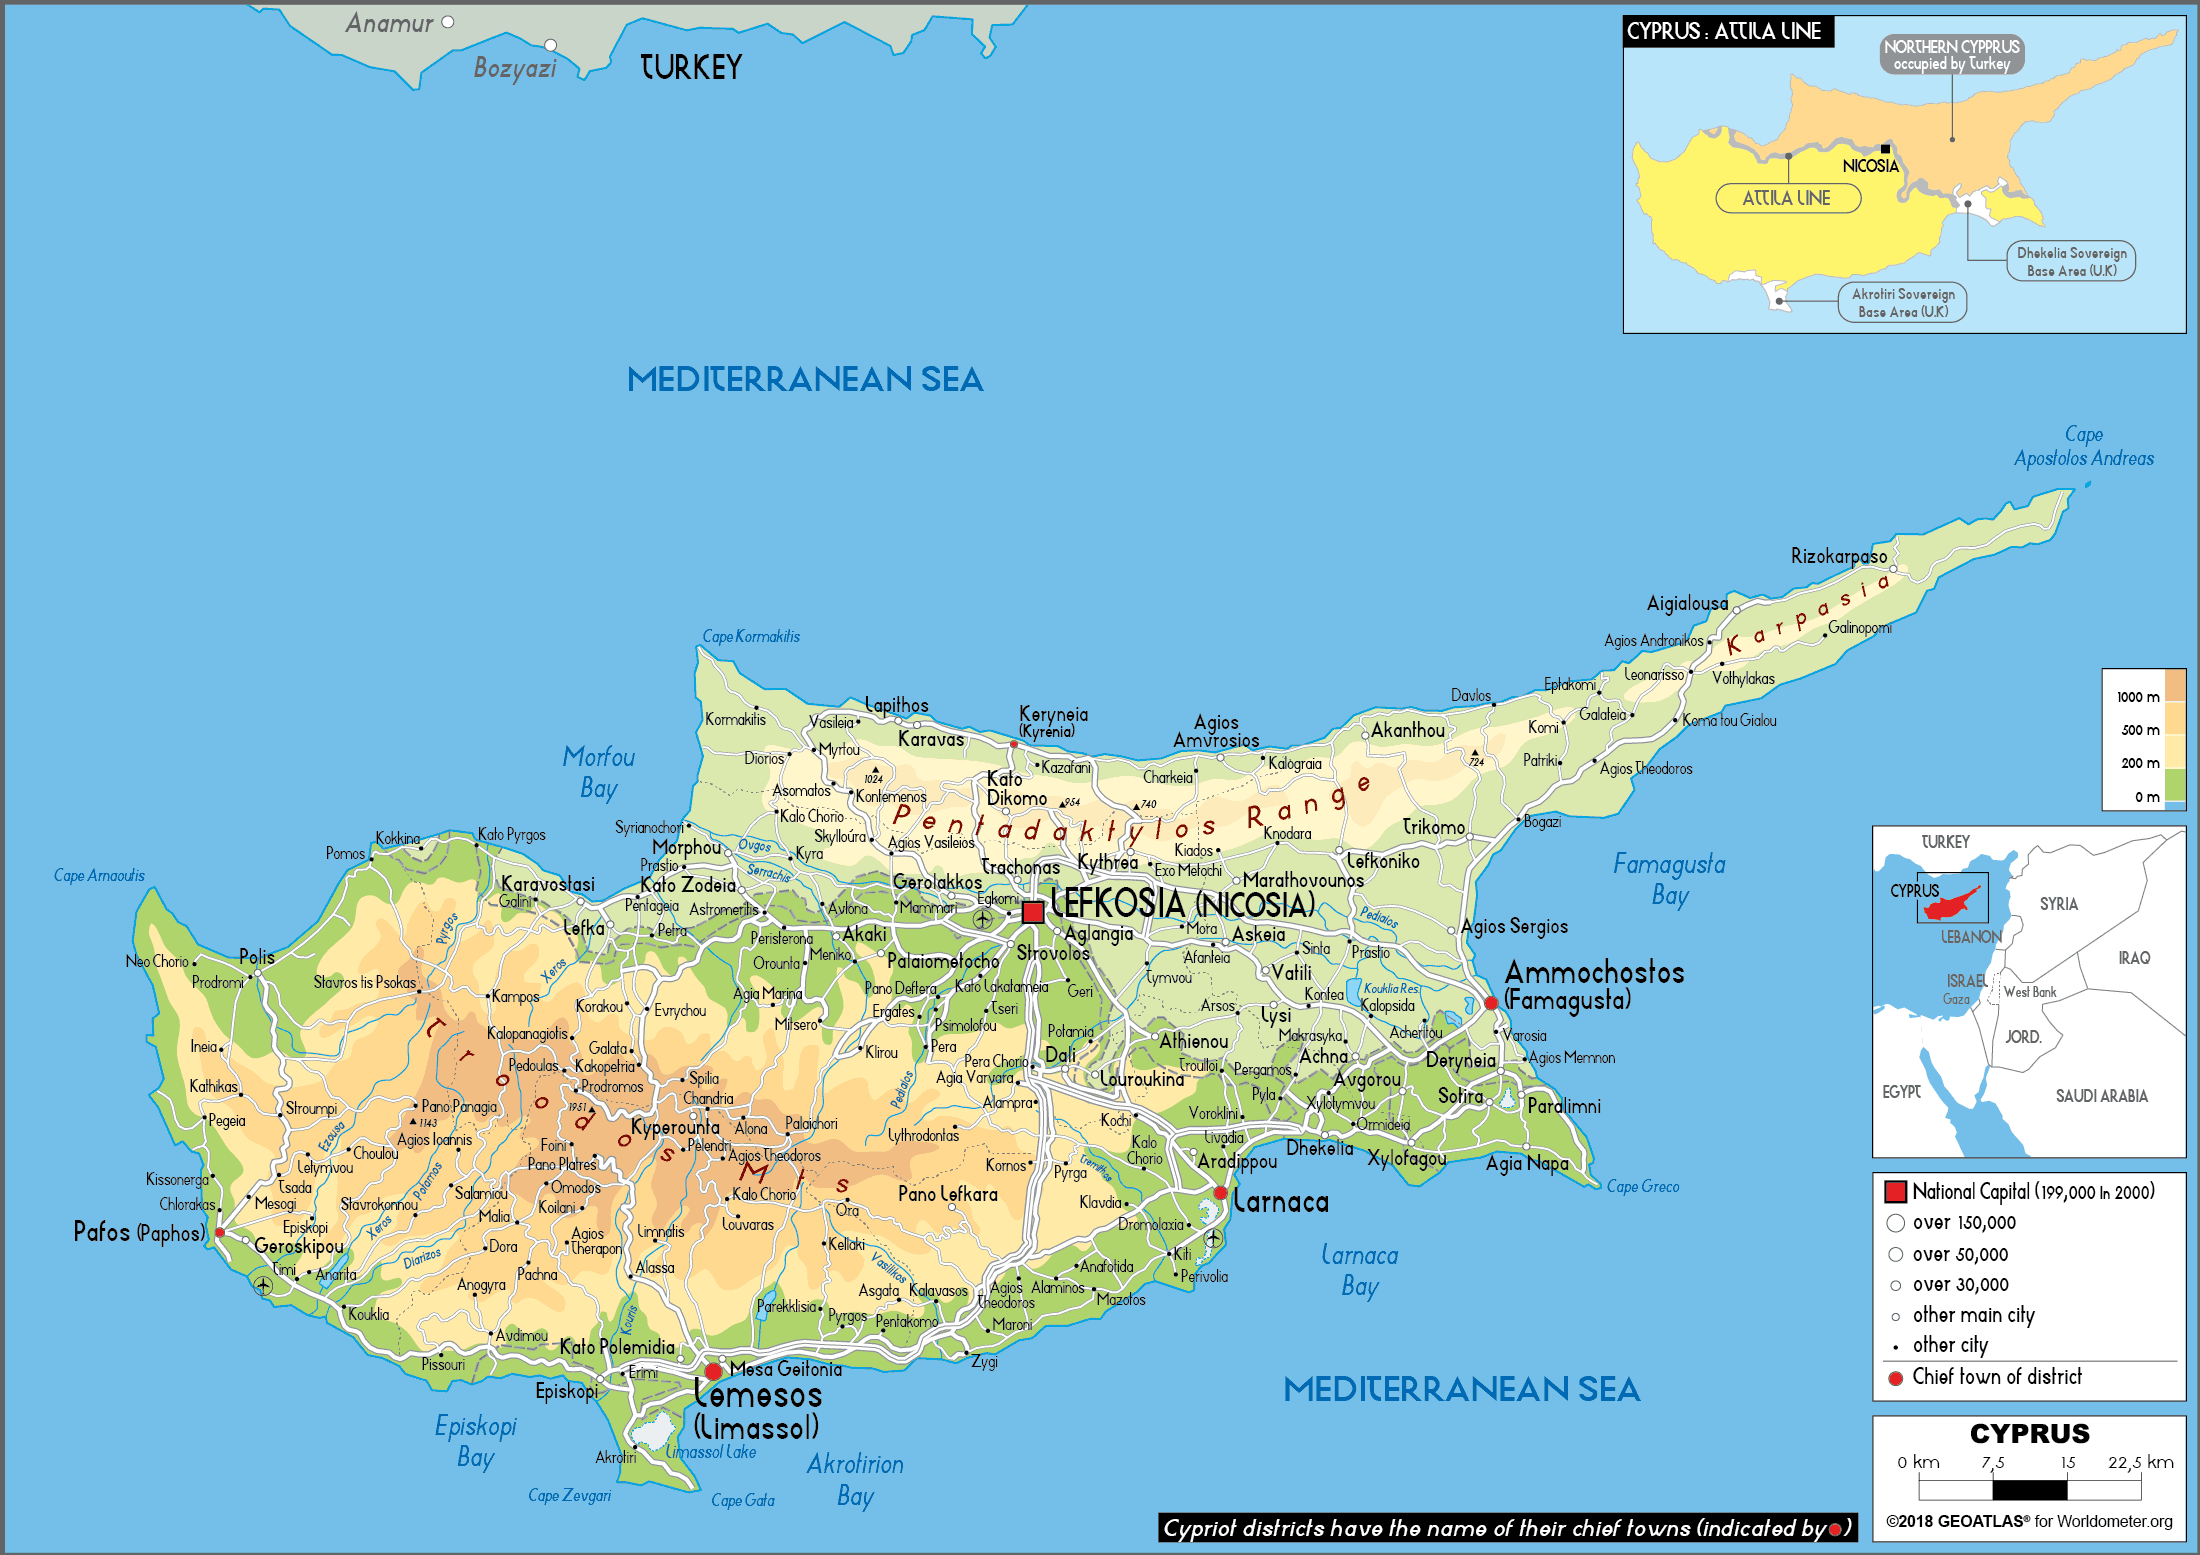 Anamur
Bozyazi
TURKEY
CYPRUS : ATTILA LINE
NORTHERN CYPPRUS
occupied by Turkey
NICOSIA
ATTILA LINE
Dhekelia Sovereign
Base Area (U.K)
Akrotiri Sovereign
Base Area (U.K)
MEDITERRANEAN SEA
Cape
Apostolos Andreas
Rizokarpaso
Aigialousa
Karpasia
Galinoporni
Agios Andronikos
Leonarisso
Vothylakas
Eptakomi
Davlos
Galateia
Koma tou Gialou
Komi
Patriki
Agios Theodoros
724
Akanthou
Bogazi
Trikomo
Cape Kormakitis
Kormakitis
Vasileia
Lapithos
Karavas
Keryneia
(Kyrenia)
Agios
Amvrosios
Kalograia
Charkeia
Kazafani
Myrtou
Diorios
1024
Asomatos
Kontemenos
Kato
Dikomo
954
740
Pentadaktylos Range
Morfou
Bay
Kalo Chorio
Skylloúra
Agios Vasileios
Syrianochori
Morphou
Ovgos
Kyra
Serrachis
Prastio
Kato Zodeia
Trachonas
Kythrea
Kiados
Knodara
Exo Metochi
Lefkoniko
Marathovounos
Gerolakkos
Mammari
Egkomi
LEFKOSIA (NICOSIA)
Famagusta
Bay
Kokkina
Kato Pyrgos
Pomos
Cape Arnaoutis
Karavostasi
Galini
Pentageia
Astromeritis
Avlona
Lefka
Petra
Peristerona
Akaki
Aglangia
Strovolos
Mora
Askeia
Afanteia
Sinta
Prastio
Pediaios
Agios Sergios
Pyrgos
Xeros
Neo Chorio
Polis
Prodromi
Stavros tis Psokas
Kampos
Orounta
Meniko
Palaiometocho
Pano Deftera
Kato Lakatameia
Geri
Tymvou
Vatili
Kontea
Kouklia Res.
Kalopsida
Ammochostos
(Famagusta)
Korakou
Evrychou
Agia Marina
Mitsero
Ergates
Psimolofou
Tseri
Arsos
Lysi
Makrasyka
Acheritou
Varosia
Kalopanagiotis
Galata
Kakopetria
Pedoulas
Prodromos
Spilia
Chandria
Klirou
Pera
Potamia
Dali
Pera Chorio
Agia Varvara
Alampra
Athienou
Louroukina
Troulloi
Pergamos
Achna
Avgorou
Deryneia
Agios Memnon
Sotira
Paralimni
Ineia
Kathikas
Pegeia
Stroumpi
Pano Panagia
1143
Agios Ioannis
Troodos Mts
1951
Kyperounta
Alona
Palaichori
Pelendri
Agios Theodoros
Pediaios
Lythrodontas
Kornos
Pyrga
Kochi
Kalo
Chorio
Tremithos
Voroklini
Livadia
Pyla
Xylotymvou
Ormideia
Dhekelia
Xylofagou
Agia Napa
Cape Greco
Ezousa
Letymvou
Choulou
Foini
Pano Platres
Omodos
Koilani
Kalo Chorio
Louvaras
Ora
Pano Lefkara
Aradippou
Larnaca
Klavdia
Dromolaxia
Kiti
Perivolia
Larnaca
Bay
Kissonerga
Chlorakas
Pafos (Paphos)
Tsada
Mesogi
Episkopi
Geroskipou
Stavrokonnou
Potamos
Xeros
Salamiou
Malia
Dora
Agios
Therapon
Limnatis
Alassa
Kellaki
Vasilikos
Timi
Anarita
Diarizos
Pachna
Anogyra
Kouklia
Avdimou
Pissouri
Kouris
Parekklisia
Pyrgos
Asgata
Kalavasos
Pentakomo
Agios
Theodoros
Alaminos
Anafotida
Mazotos
Maroni
Zygi
Kato Polemidia
Erimi
Episkopi
Mesa Geitonia
Lemesos
(Limassol)
Limassol Lake
Akrotiri
Episkopi
Bay
Akrotirion
Bay
Cape Zevgari
Cape Gata
MEDITERRANEAN SEA
1000 m
500 m
200 m
0 m
TURKEY
CYPRUS
SYRIA
LEBANON
IRAQ
ISRAEL
Gaza
West Bank
JORD.
EGYPT
SAUDI ARABIA
National Capital (199,000 In 2000)
over 150,000
over 50,000
over 30,000
other main city
other city
Chief town of district
CYPRUS
0 km 7,5 15 22,5 km
©2018 GEOATLAS® for Worldometer.org
Cypriot districts have the name of their chief towns (indicated by )